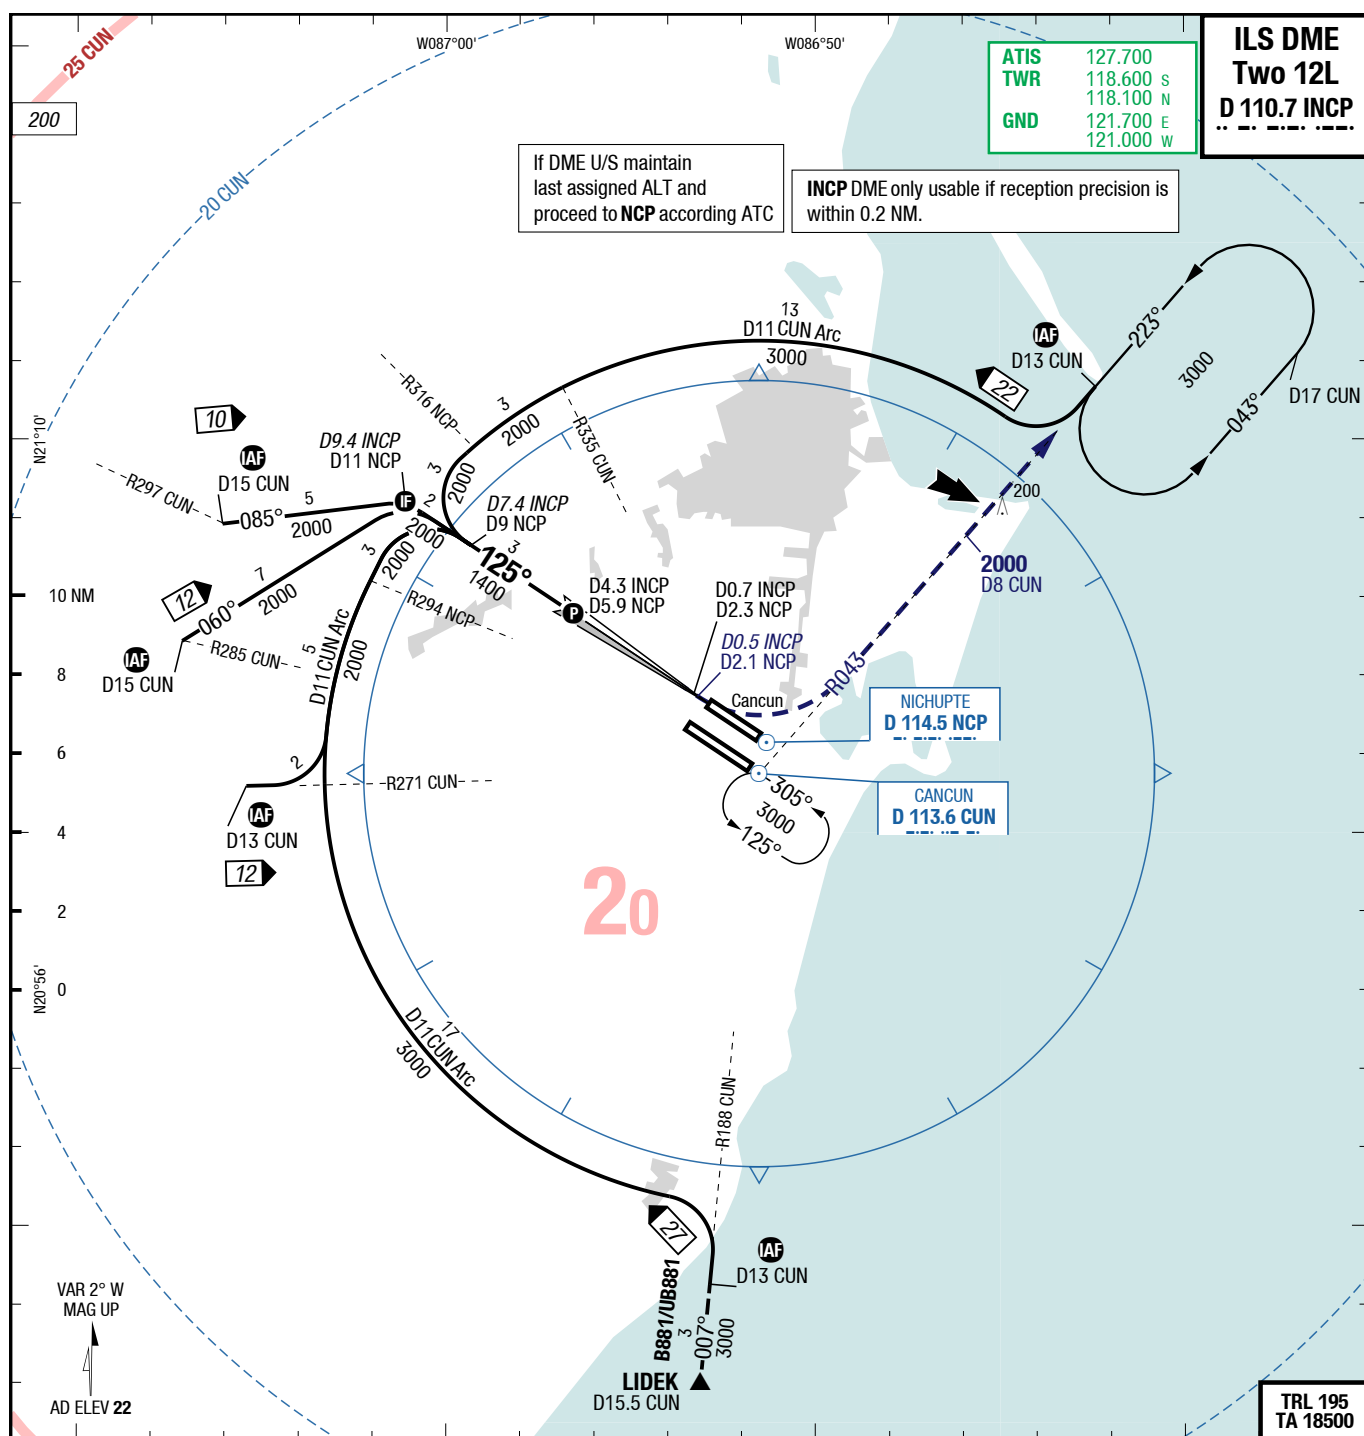 W087°00'
W086°50'
25 CUN
200
20 CUN
ATIS 127.700
TWR 118.600 S
118.100 N
GND 121.700 E
121.000 W
ILS DME
Two 12L
D 110.7 INCP
If DME U/S maintain
last assigned ALT and
proceed to NCP according ATC
INCP DME only usable if reception precision is
within 0.2 NM.
13
D11 CUN Arc
3000
IAF
D13 CUN
22
223°
3000
043°
D17 CUN
R316 NCP
3
2000
R335 CUN
10
IAF
D15 CUN
R297 CUN
5
085°
2000
D9.4 INCP
D11 NCP
IF
2
2000
3
2000
D7.4 INCP
D9 NCP
N21°10'
200
3
125°
1400
2000
D8 CUN
3
2000
7
060°
2000
12
R294 NCP
P
D4.3 INCP
D5.9 NCP
D0.7 INCP
D2.3 NCP
D0.5 INCP
D2.1 NCP
R043
10 NM
8
6
4
2
0
IAF
D15 CUN
R285 CUN
5
D11CUN Arc
2000
Cancun
NICHUPTE
D 114.5 NCP
2
R271 CUN
IAF
D13 CUN
12
305°
3000
125°
CANCUN
D 113.6 CUN
20
N20°56'
17
D11CUN Arc
3000
R188 CUN
27
IAF
D13 CUN
B881/UB881
3
007°
3000
LIDEK
D15.5 CUN
VAR 2° W
MAG UP
AD ELEV 22
TRL 195
TA 18500